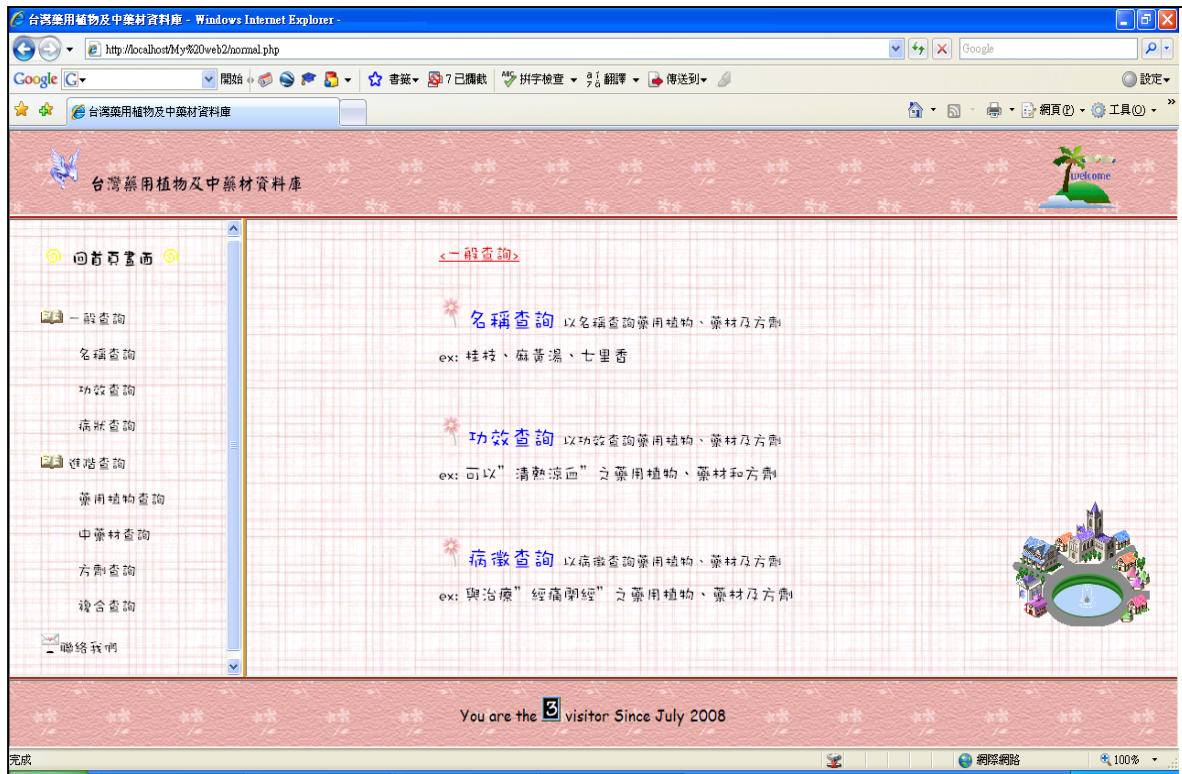 台灣藥用植物及中藥材資料庫 - Windows Internet Explorer -
http://localhost/My%20web2/normal.php
Google
Google G 開始 書籤 7 已攔截 ABC 拼字檢查 翻譯 傳送到 設定
台灣藥用植物及中藥材資料庫 網頁(P) 工具(O) »
台灣藥用植物及中藥材資料庫
welcome
回首頁畫面
一般查詢
名稱查詢
功效查詢
病狀查詢
進階查詢
藥用植物查詢
中藥材查詢
方劑查詢
複合查詢
聯絡我們
<一般查詢>
名稱查詢 以名稱查詢藥用植物、藥材及方劑
ex: 桂枝、麻黃湯、七里香
功效查詢 以功效查詢藥用植物、藥材及方劑
ex: 可以”清熱涼血”之藥用植物、藥材和方劑
病徵查詢 以病徵查詢藥用植物、藥材及方劑
ex: 與治療”經痛閉經”之藥用植物、藥材及方劑
You are the 3 visitor Since July 2008
完成 網際網路 100%